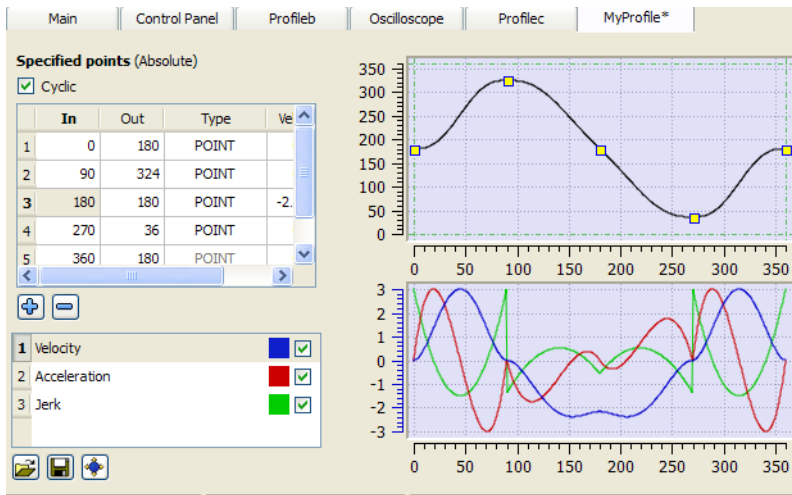 Main Control Panel Profileb Oscilloscope Profilec MyProfile*
Specified points (Absolute)
Cyclic
In Out Type Ve
1 0 180 POINT
2 90 324 POINT
3 180 180 POINT -2.
4 270 36 POINT
5 360 180 POINT
1 Velocity
2 Acceleration
3 Jerk
350
300
250
200
150
100
50
0
0 50 100 150 200 250 300 350
3
2
1
0
-1
-2
-3
0 50 100 150 200 250 300 350